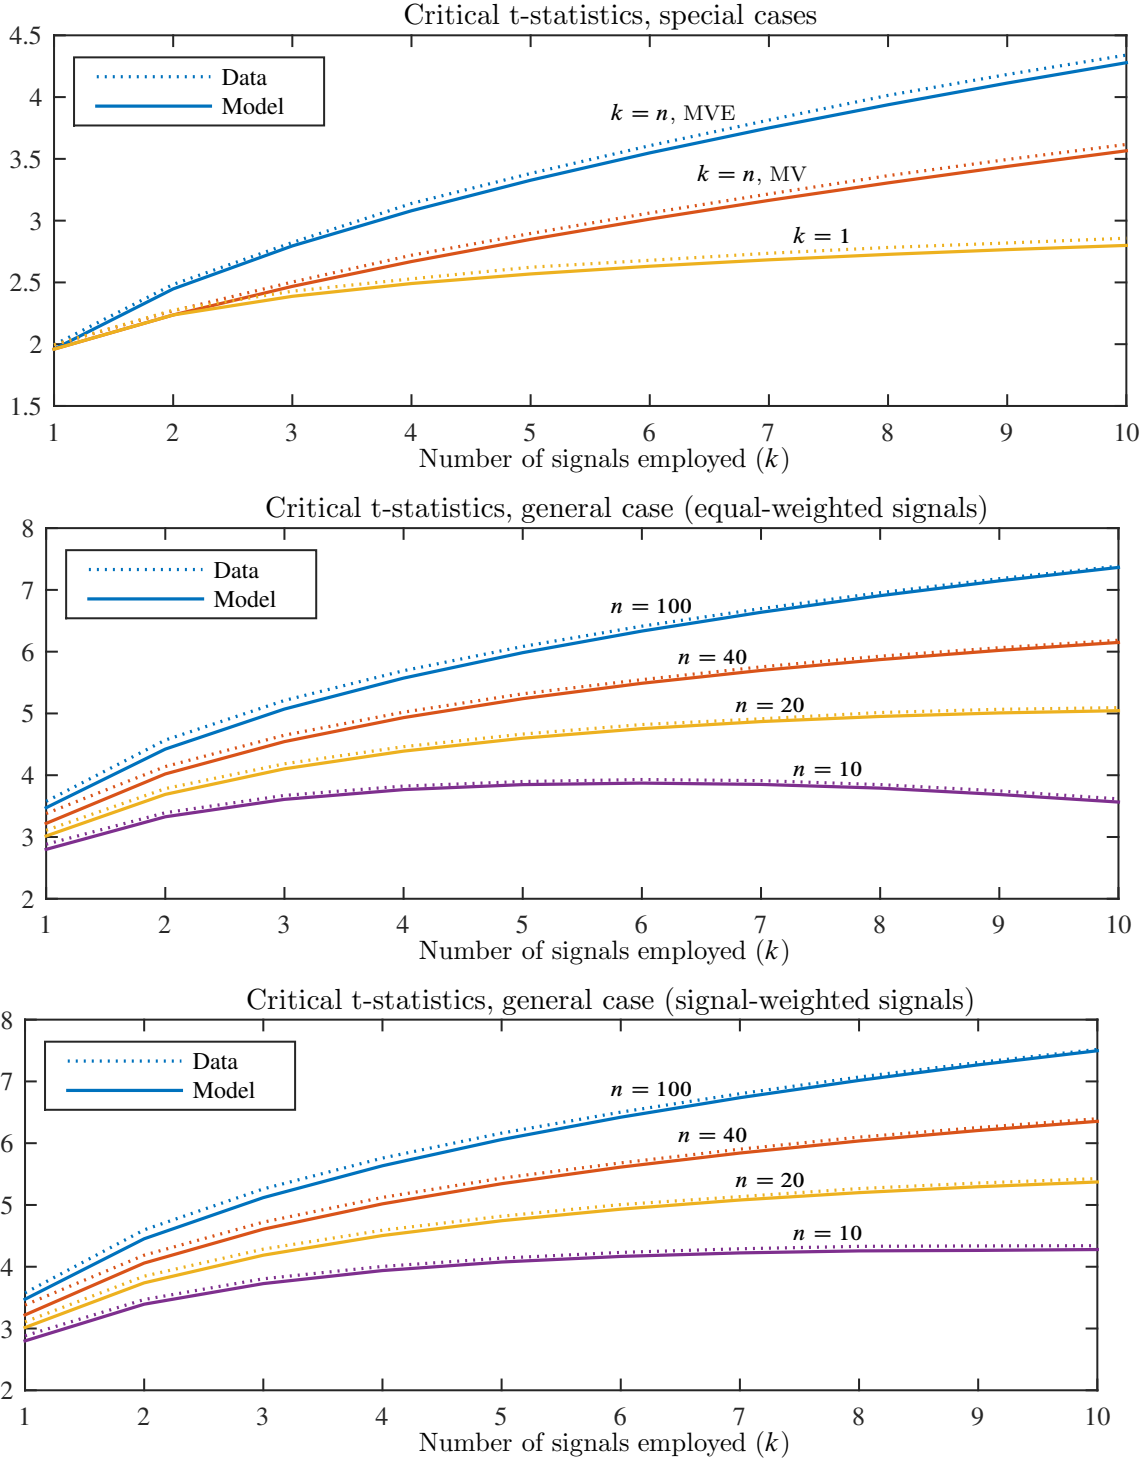 Critical t-statistics, special cases
4.5
4
3.5
3
2.5
2
1.5
Data
Model
k = n, MVE
k = n, MV
k = 1
1 2 3 4 5 6 7 8 9 10
Number of signals employed (k)
Critical t-statistics, general case (equal-weighted signals)
8
7
6
5
4
3
2
Data
Model
n = 100
n = 40
n = 20
n = 10
1 2 3 4 5 6 7 8 9 10
Number of signals employed (k)
Critical t-statistics, general case (signal-weighted signals)
8
7
6
5
4
3
2
Data
Model
n = 100
n = 40
n = 20
n = 10
1 2 3 4 5 6 7 8 9 10
Number of signals employed (k)